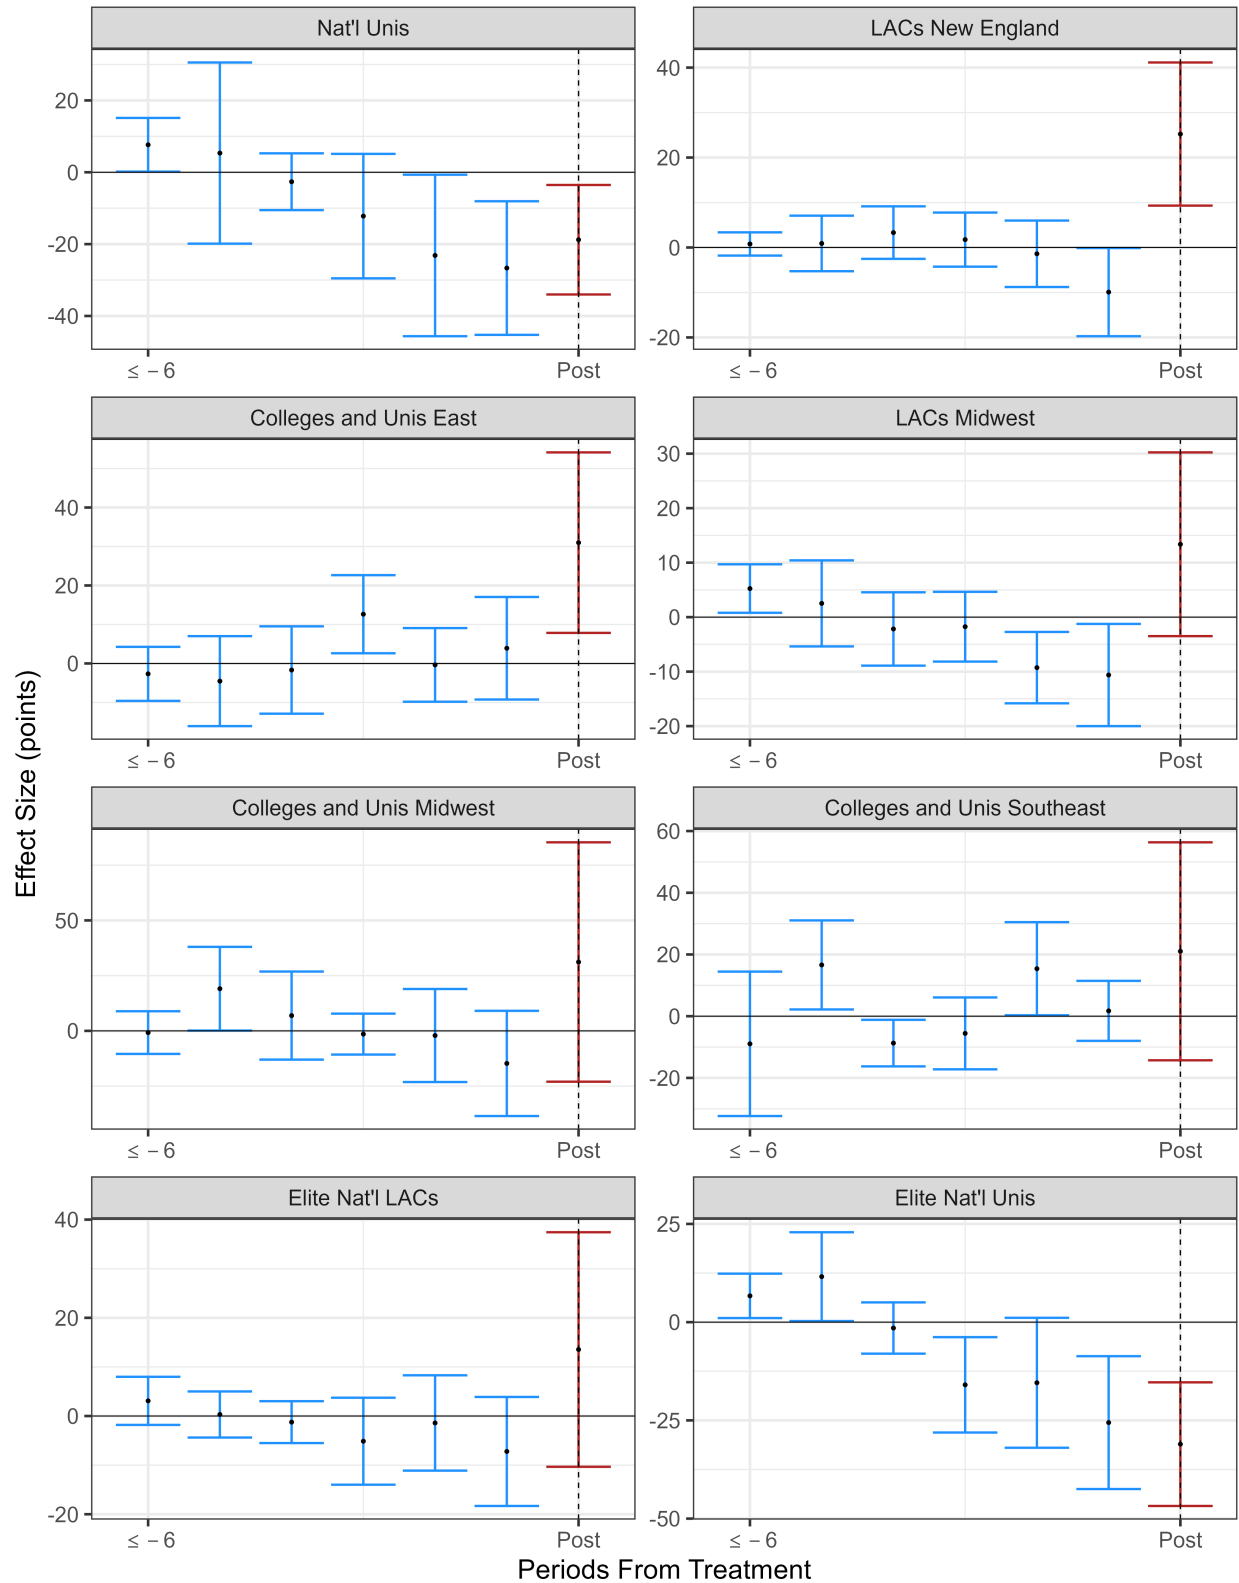 Nat'l Unis
LACs New England
20
0
-20
-40
40
20
0
-20
≤ −6
Post
≤ −6
Post
Colleges and Unis East
LACs Midwest
40
20
0
30
20
10
0
-10
-20
≤ −6
Post
≤ −6
Post
Effect Size (points)
Colleges and Unis Midwest
Colleges and Unis Southeast
50
0
60
40
20
0
-20
≤ −6
Post
≤ −6
Post
Elite Nat'l LACs
Elite Nat'l Unis
40
20
0
-20
25
0
-25
-50
≤ −6
Post
≤ −6
Post
Periods From Treatment